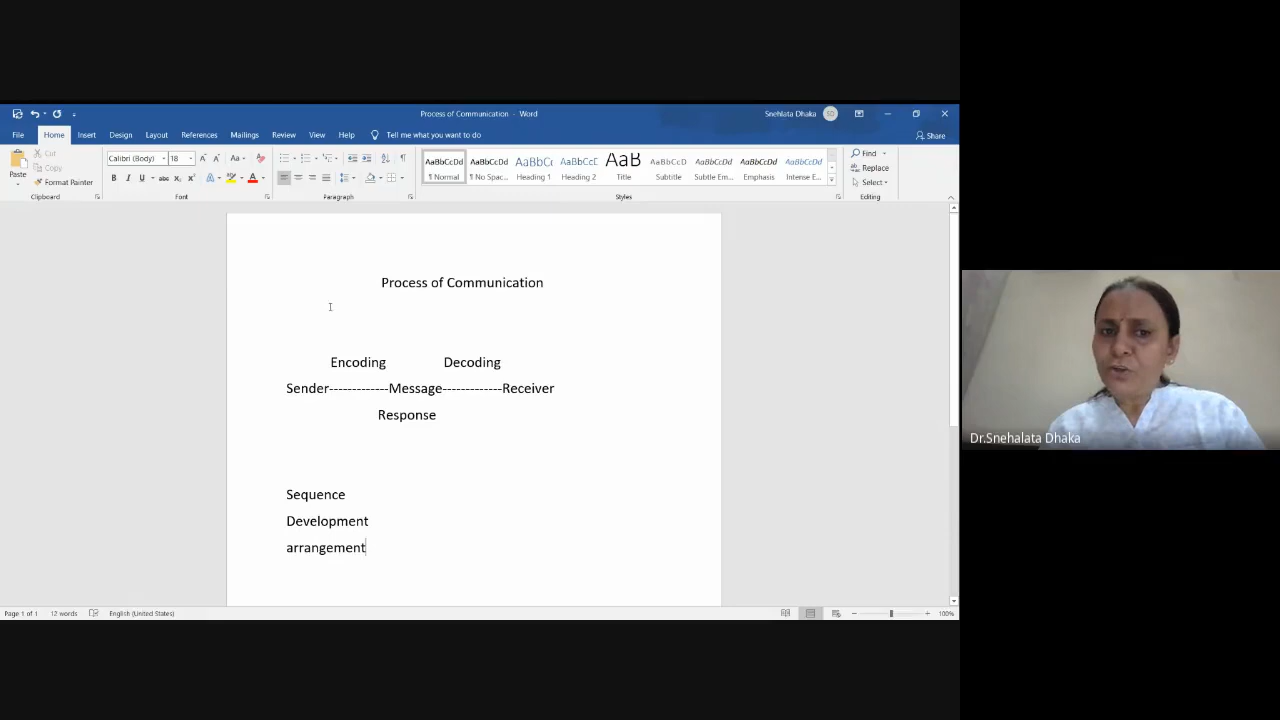 Process of Communication - Word
Snehlata Dhaka
SD
File Home Insert Design Layout References Mailings Review View Help Tell me what you want to do
Share
Paste
Cut
Copy
Format Painter
Clipboard
Calibri (Body) 18
Font
Paragraph
AaBbCcDd AaBbCcDd AaBbCc AaBbCcE AaB AaBbCcD AaBbCcDd AaBbCcDd AaBbCcDd
¶ Normal ¶ No Spac... Heading 1 Heading 2 Title Subtitle Subtle Em... Emphasis Intense E...
Styles
Find
Replace
Select
Editing
Process of Communication
Encoding Decoding
Sender-------------Message-------------Receiver
Response
Sequence
Development
arrangement
Page 1 of 1 12 words English (United States) 100%
Dr.Snehalata Dhaka